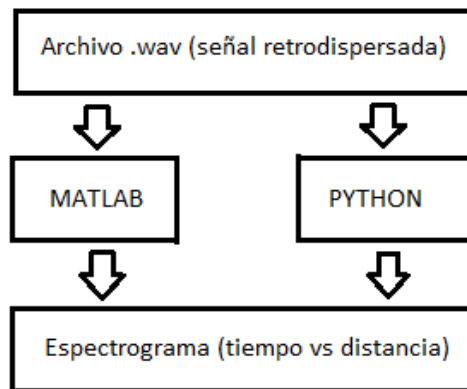 Archivo .wav (señal retrodispersada)
MATLAB
PYTHON
Espectrograma (tiempo vs distancia)